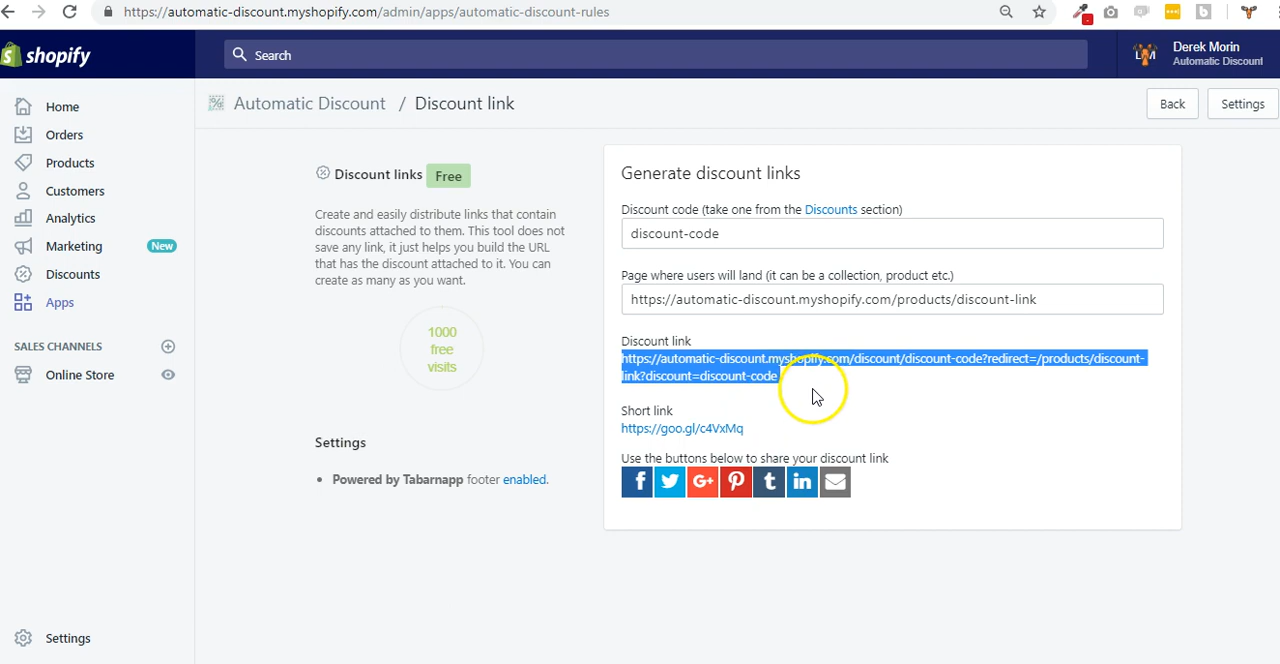 https://automatic-discount.myshopify.com/admin/apps/automatic-discount-rules
shopify
Search
Derek Morin
Automatic Discount
Home
Orders
Products
Customers
Analytics
Marketing New
Discounts
Apps
SALES CHANNELS
Online Store
Settings
Automatic Discount / Discount link
Back
Settings
Discount links Free
Create and easily distribute links that contain
discounts attached to them. This tool does not
save any link, it just helps you build the URL
that has the discount attached to it. You can
create as many as you want.
1000
free
visits
Settings
• Powered by Tabarnapp footer enabled.
Generate discount links
Discount code (take one from the Discounts section)
discount-code
Page where users will land (it can be a collection, product etc.)
https://automatic-discount.myshopify.com/products/discount-link
Discount link
https://automatic-discount.myshopify.com/discount/discount-code?redirect=/products/discount-
link?discount=discount-code
Short link
https://goo.gl/c4VxMq
Use the buttons below to share your discount link
f G+ t in